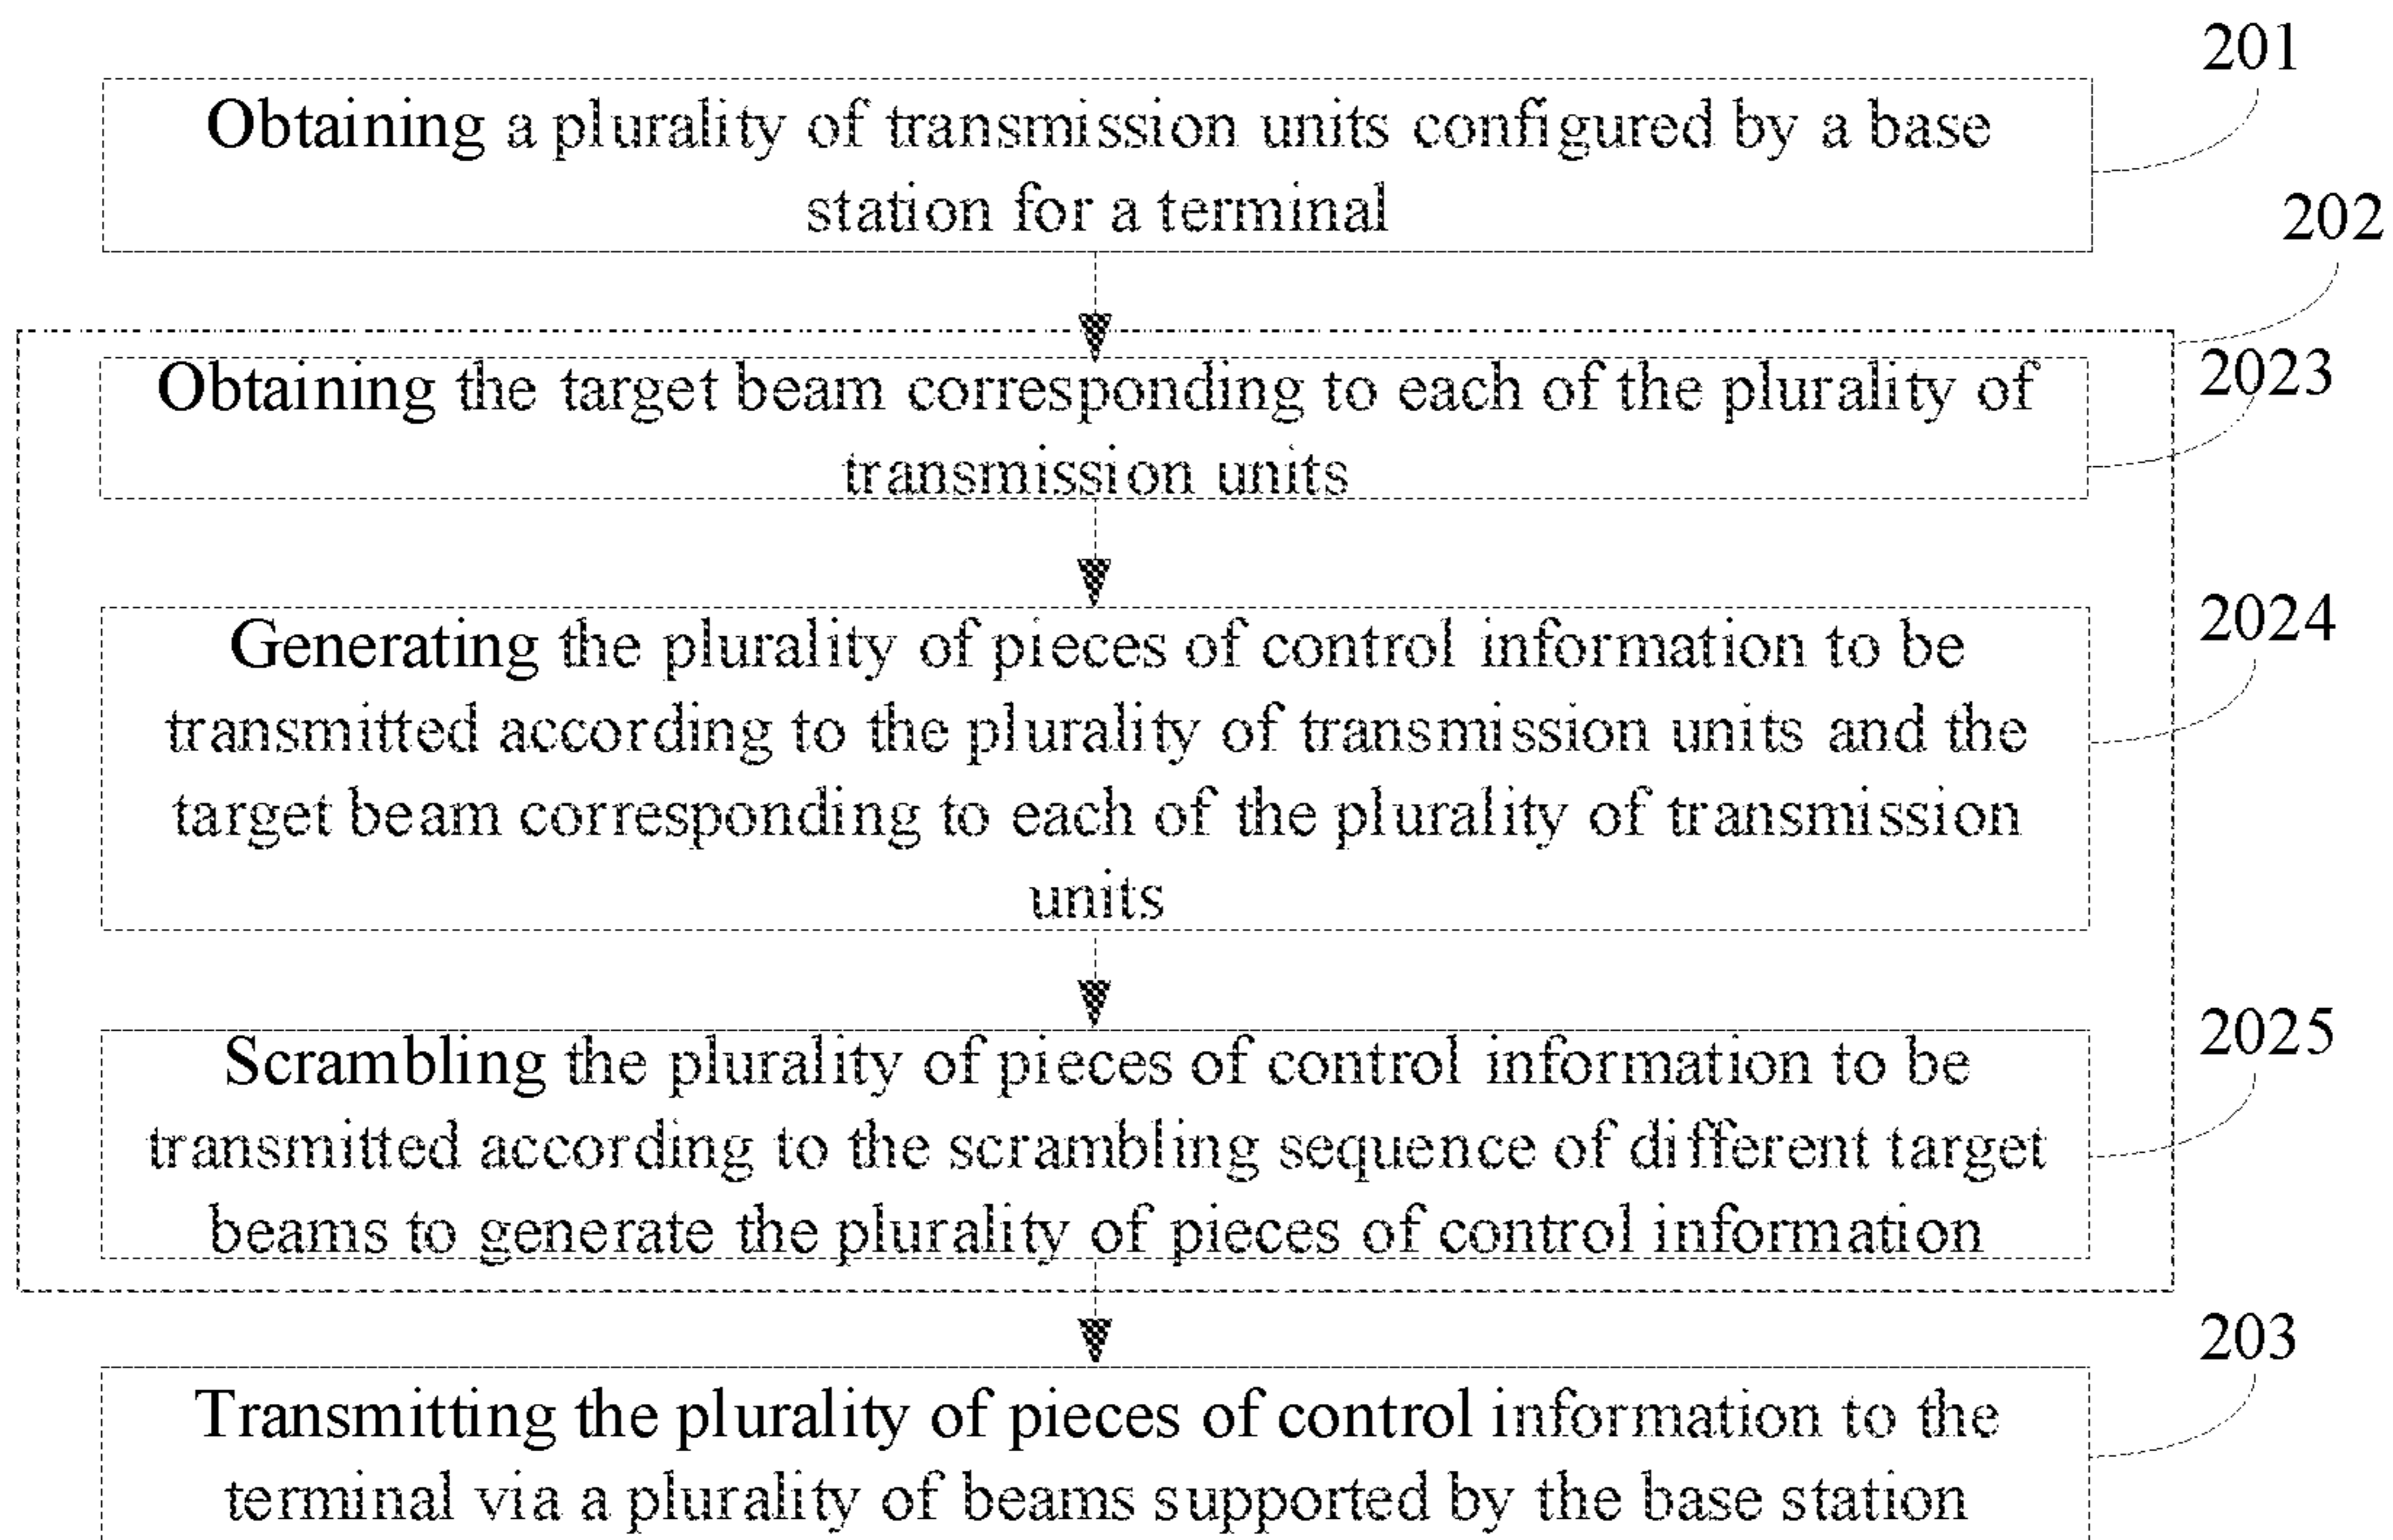 201
Obtaining a plurality of transmission units configured by a base
station for a terminal
202
2023
Obtaining the target beam corresponding to each of the plurality of
transmission units
2024
Generating the plurality of pieces of control information to be
transmitted according to the plurality of transmission units and the
target beam corresponding to each of the plurality of transmission
units
2025
Scrambling the plurality of pieces of control information to be
transmitted according to the scrambling sequence of different target
beams to generate the plurality of pieces of control information
203
Transmitting the plurality of pieces of control information to the
terminal via a plurality of beams supported by the base station